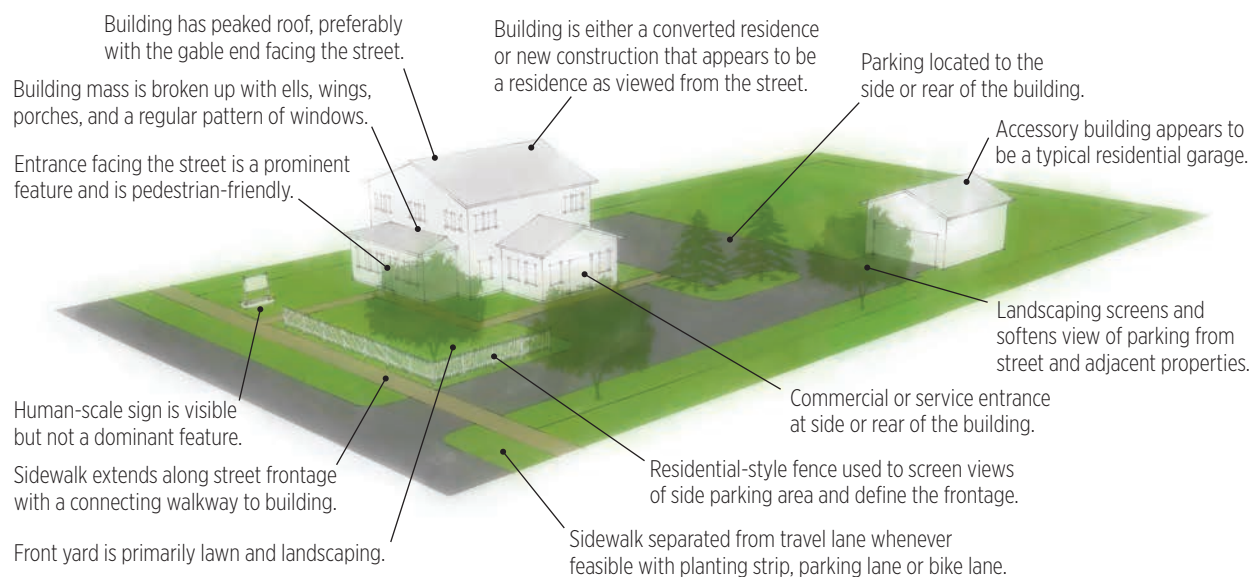 Building has peaked roof, preferably
with the gable end facing the street.
Building mass is broken up with ells, wings,
porches, and a regular pattern of windows.
Entrance facing the street is a prominent
feature and is pedestrian-friendly.
Building is either a converted residence
or new construction that appears to be
a residence as viewed from the street.
Parking located to the
side or rear of the building.
Accessory building appears to
be a typical residential garage.
Landscaping screens and
softens view of parking from
street and adjacent properties.
Commercial or service entrance
at side or rear of the building.
Residential-style fence used to screen views
of side parking area and define the frontage.
Sidewalk separated from travel lane whenever
feasible with planting strip, parking lane or bike lane.
Human-scale sign is visible
but not a dominant feature.
Sidewalk extends along street frontage
with a connecting walkway to building.
Front yard is primarily lawn and landscaping.